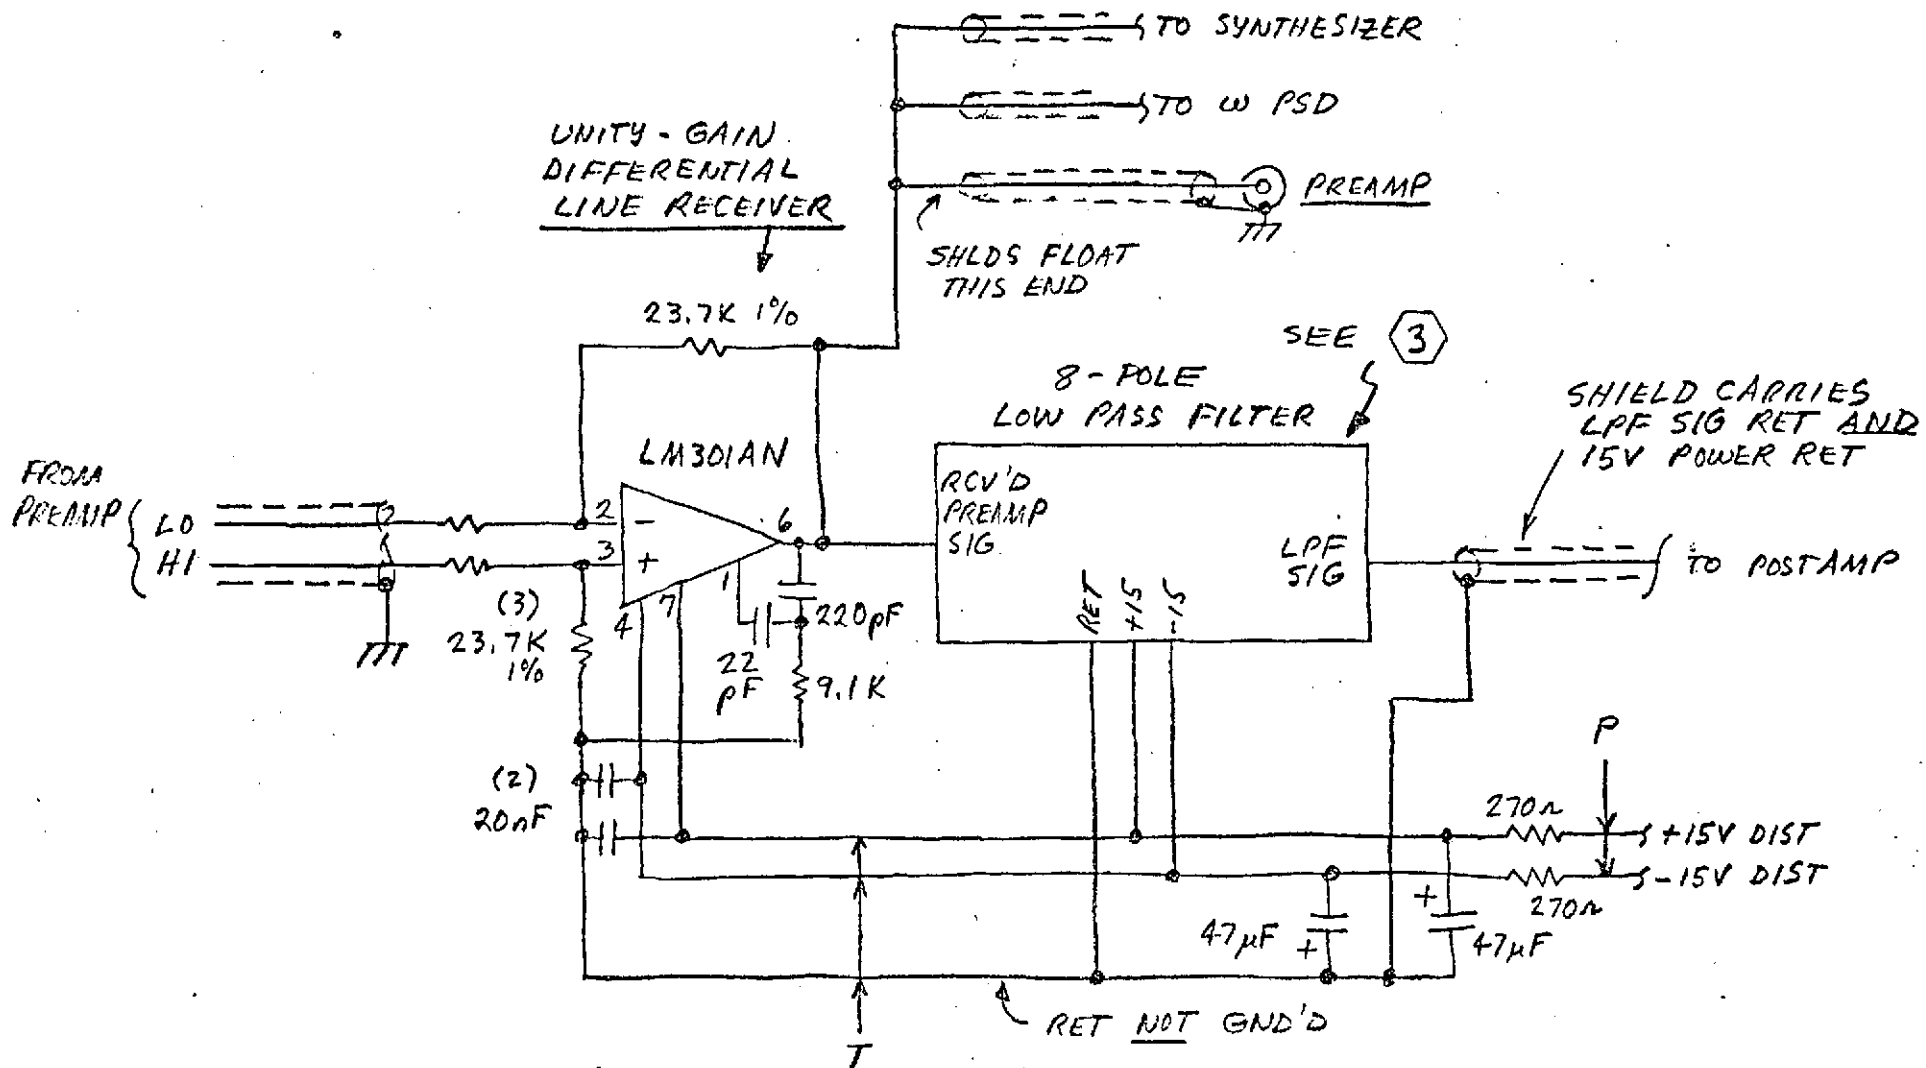 TO SYNTHESIZER
TO ω PSD
PREAMP
UNITY-GAIN
DIFFERENTIAL
LINE RECEIVER
SHLDS FLOAT
THIS END
23.7K 1%
SEE 3
8-POLE
LOW PASS FILTER
SHIELD CARRIES
LPF SIG RET AND
15V POWER RET
LM301AN
FROM
PREAMP
LO
HI
2
3
6
1
7
4
-
+
RCV'D
PREAMP
SIG
LPF
SIG
RET
+15
-15
TO POSTAMP
(3)
23.7K
1%
220pF
22
pF
9.1K
(2)
20nF
P
270Ω
+15V DIST
-15V DIST
270Ω
47µF
+
+
47µF
RET NOT GND'D
T